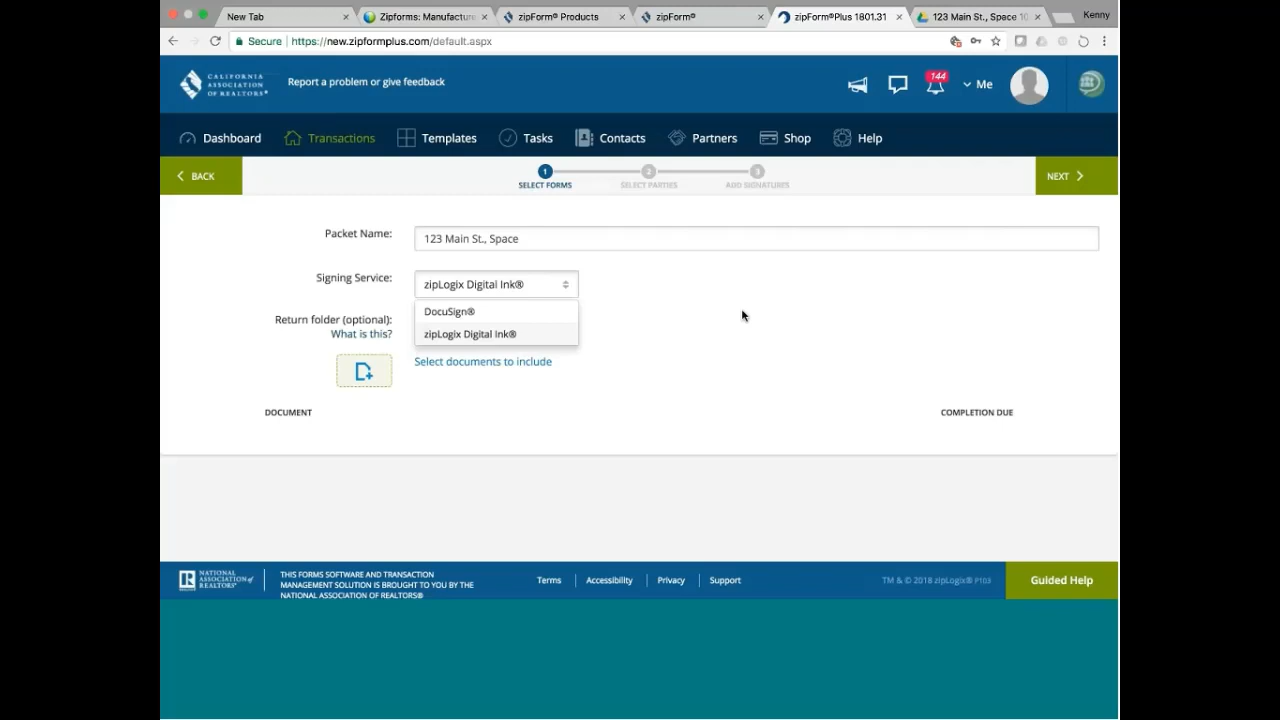 New Tab
Zipforms: Manufactur
zipForm® Products
zipForm®
zipForm®Plus 1801.31
123 Main St., Space 10
Kenny
Secure
https://new.zipformplus.com/default.aspx
CALIFORNIA
ASSOCIATION
OF REALTORS®
Report a problem or give feedback
144
Me
Dashboard
Transactions
Templates
Tasks
Contacts
Partners
Shop
Help
BACK
1
2
3
SELECT FORMS
SELECT PARTIES
ADD SIGNATURES
NEXT
Packet Name:
123 Main St., Space
Signing Service:
zipLogix Digital Ink®
DocuSign®
zipLogix Digital Ink®
Return folder (optional):
What is this?
Select documents to include
DOCUMENT
COMPLETION DUE
NATIONAL
ASSOCIATION of
REALTORS®
THIS FORMS SOFTWARE AND TRANSACTION
MANAGEMENT SOLUTION IS BROUGHT TO YOU BY THE
NATIONAL ASSOCIATION OF REALTORS®
Terms
Accessibility
Privacy
Support
TM & © 2018 zipLogix® P103
Guided Help